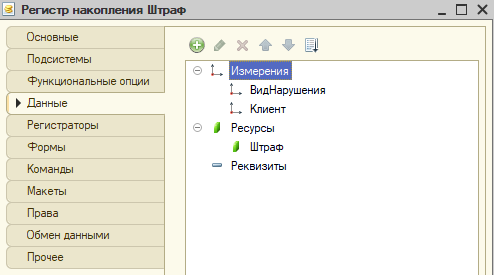 Регистр накопления Штраф
Основные
Подсистемы
Функциональные опции
Данные
Регистраторы
Формы
Команды
Макеты
Права
Обмен данными
Прочее
Измерения
ВидНарушения
Клиент
Ресурсы
Штраф
Реквизиты